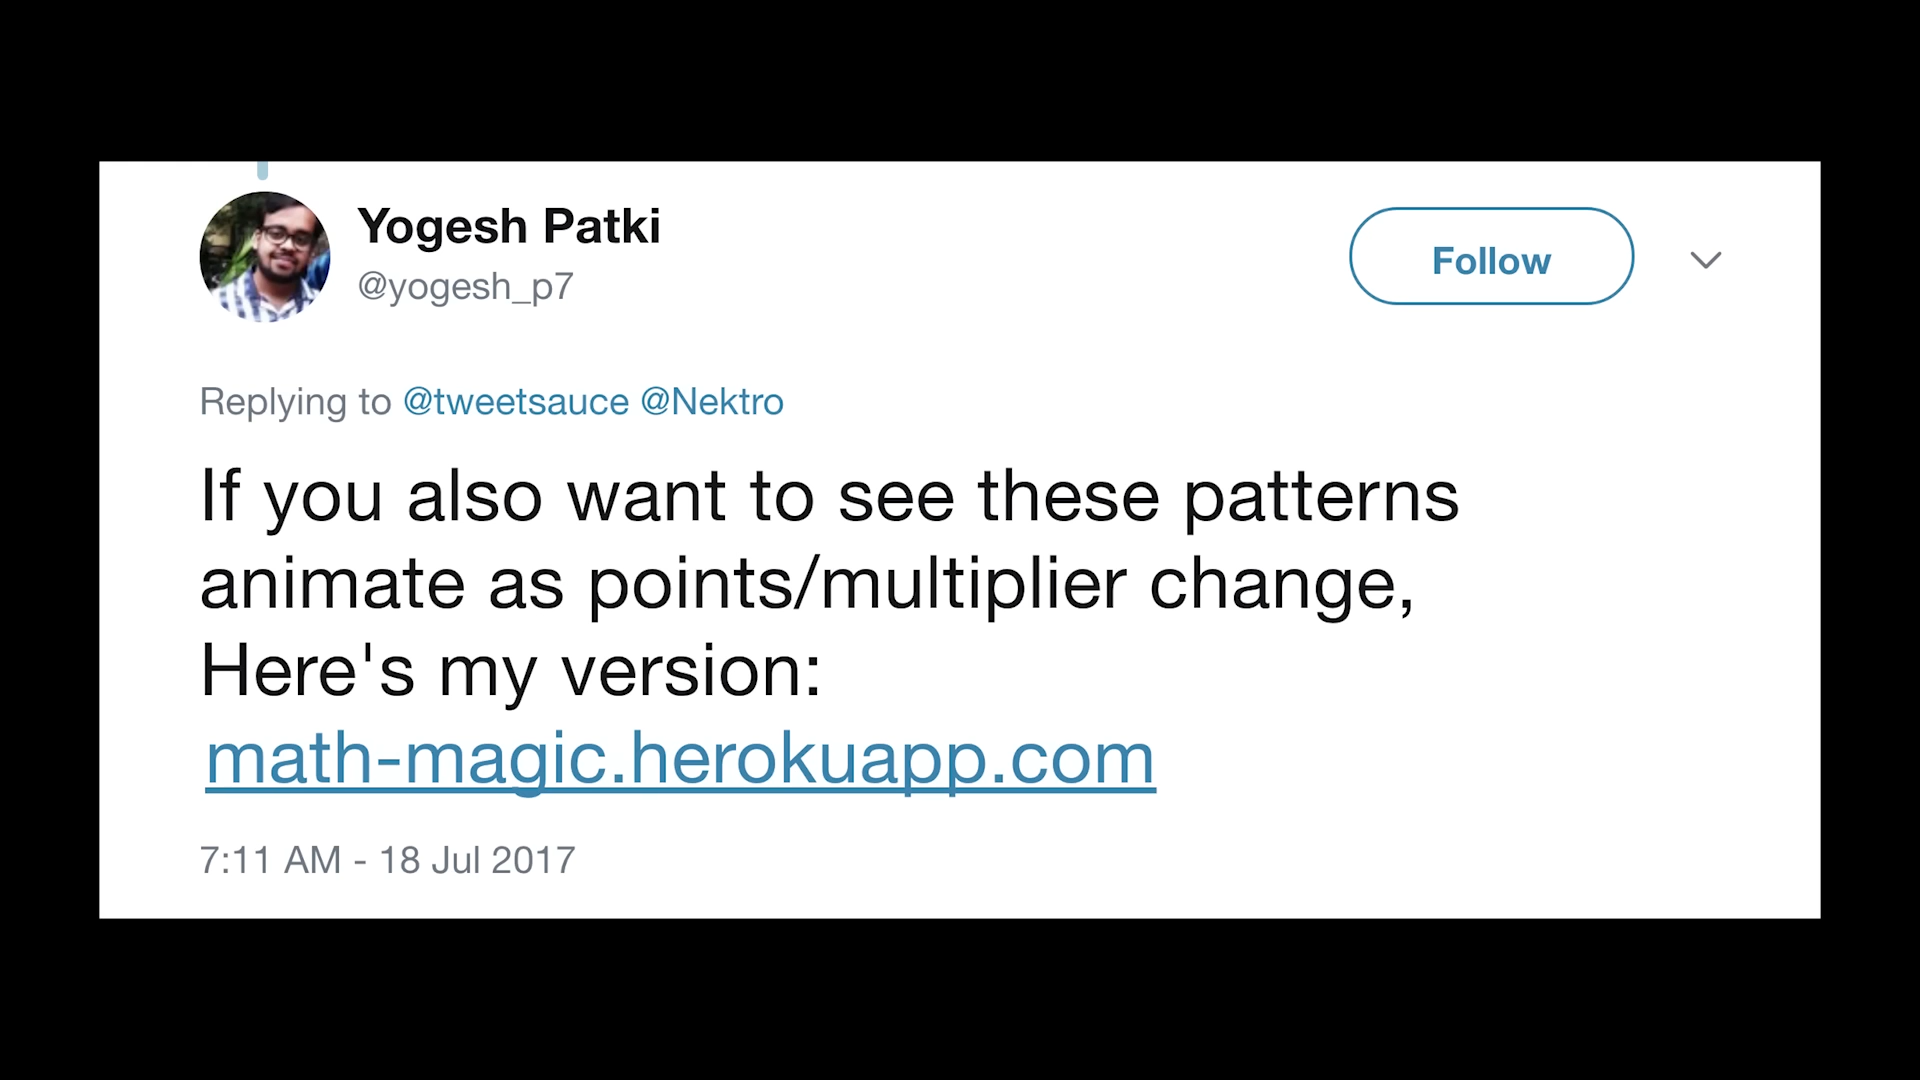 Yogesh Patki
@yogesh_p7
Follow
Replying to @tweetsauce @Nektro
If you also want to see these patterns
animate as points/multiplier change,
Here's my version:
math-magic.herokuapp.com
7:11 AM - 18 Jul 2017